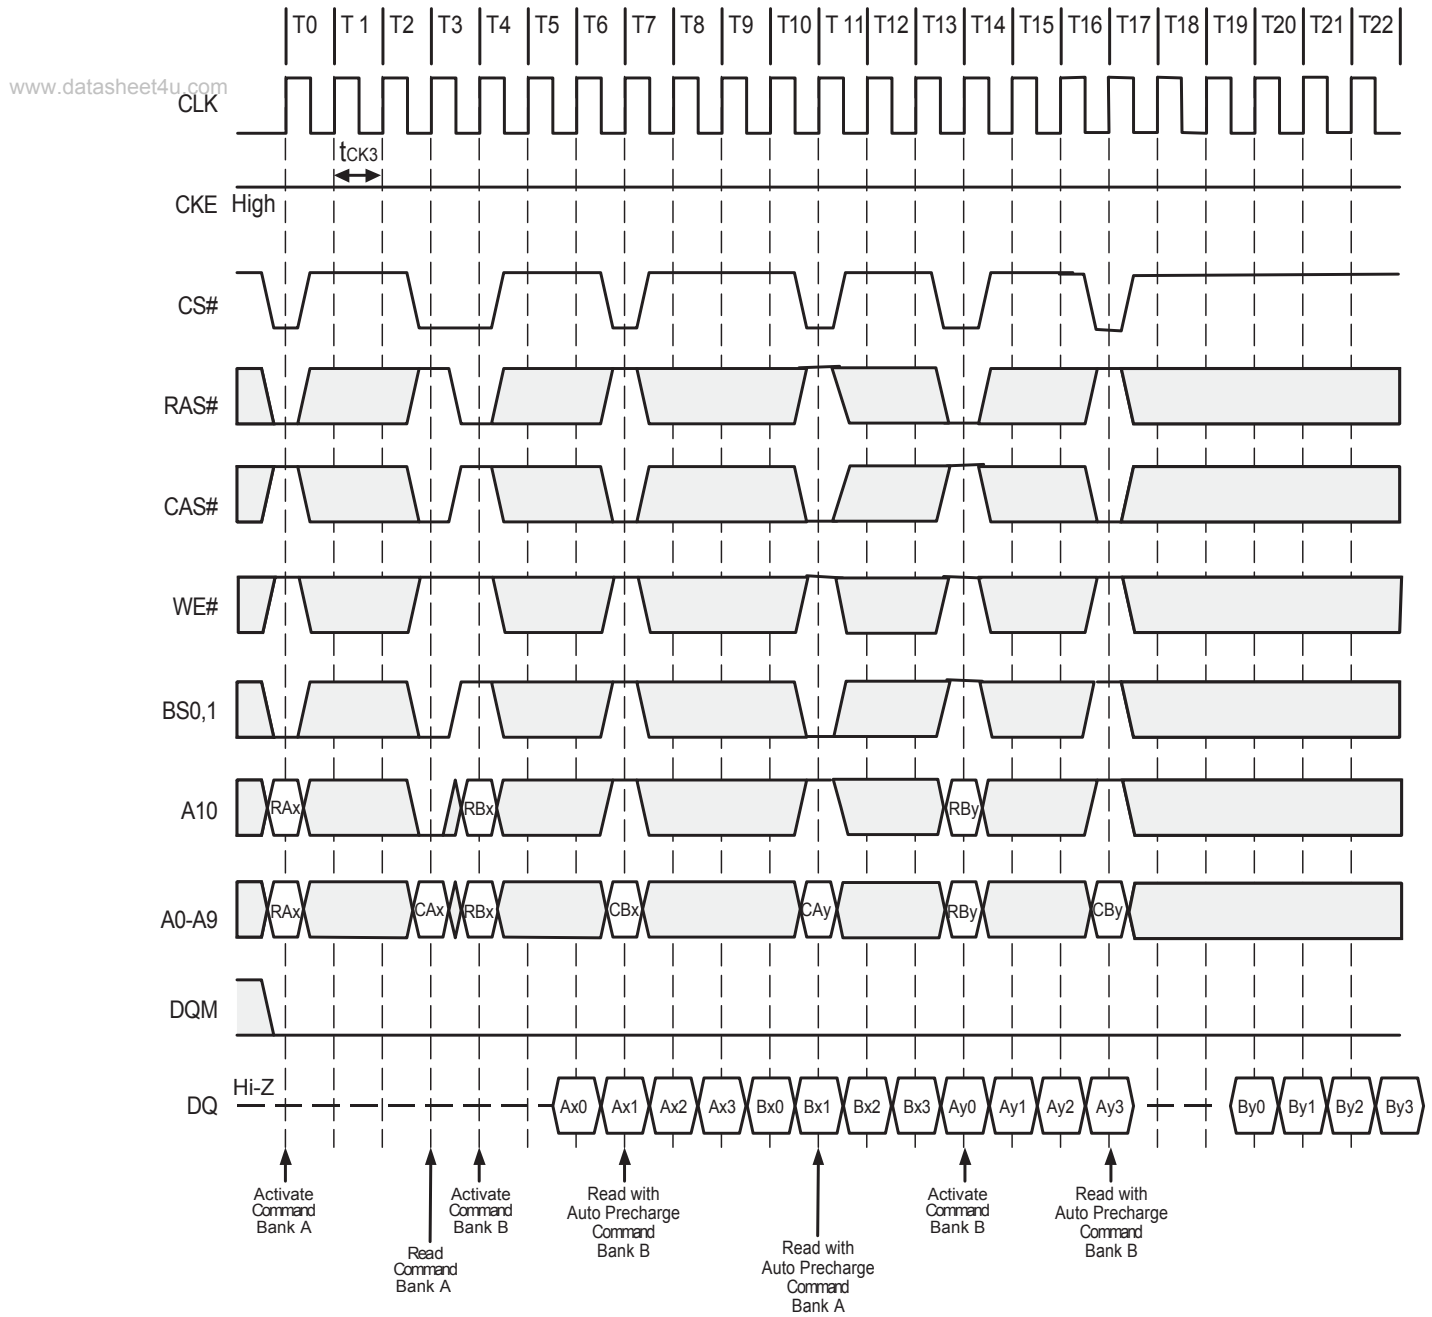 T0 T 1 T2 T3 T4 T5 T6 T7 T8 T9 T10 T 11 T12 T13 T14 T15 T16 T17 T18 T19 T20 T21 T22
www.datasheet4u.com
CLK
tCK3
CKE High
CS#
RAS#
CAS#
WE#
BS0,1
A10 RAx RBx RBy
A0-A9 RAx CAx RBx CBx CAy RBy CBy
DQM
Hi-Z
DQ Ax0 Ax1 Ax2 Ax3 Bx0 Bx1 Bx2 Bx3 Ay0 Ay1 Ay2 Ay3 By0 By1 By2 By3
Activate
Command
Bank A
Read
Command
Bank A
Activate
Command
Bank B
Read with
Auto Precharge
Command
Bank B
Read with
Auto Precharge
Command
Bank A
Activate
Command
Bank B
Read with
Auto Precharge
Command
Bank B